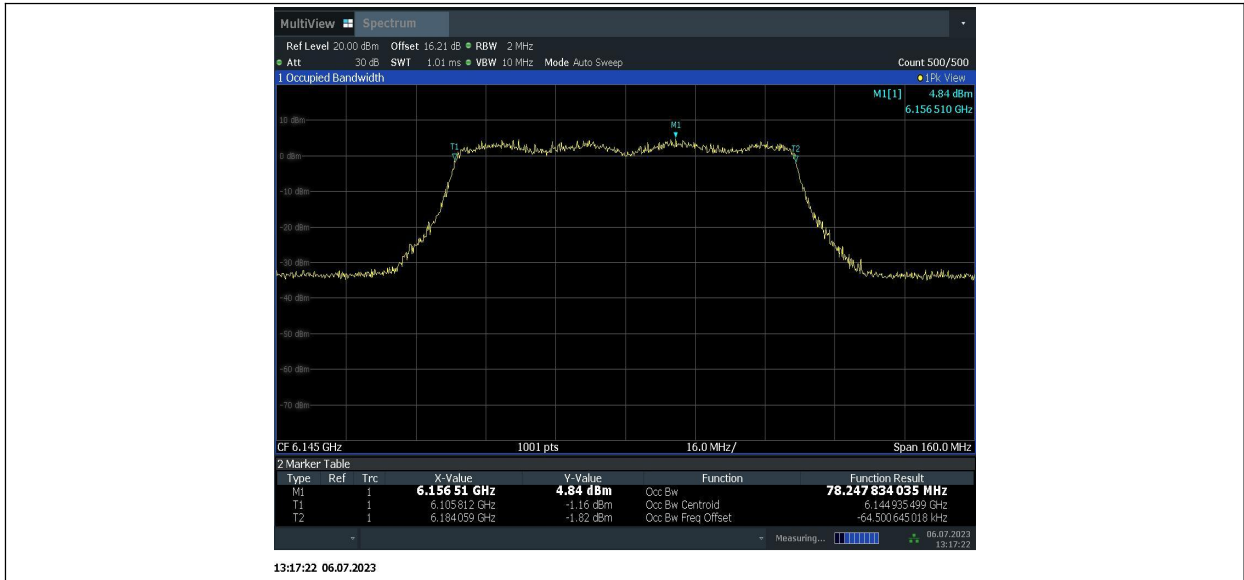 MultiView Spectrum
Ref Level 20.00 dBm Offset 16.21 dB RBW 2 MHz
Att 30 dB SWT 1.01 ms VBW 10 MHz Mode Auto Sweep Count 500/500
1 Occupied Bandwidth 1Pk View
M1[1] 4.84 dBm
6.156 510 GHz
10 dBm
M1
T1
T2
0 dBm
-10 dBm
-20 dBm
-30 dBm
-40 dBm
-50 dBm
-60 dBm
-70 dBm
CF 6.145 GHz 1001 pts 16.0 MHz/ Span 160.0 MHz
2 Marker Table
Type Ref Trc X-Value Y-Value Function Function Result
M1 1 6.156 51 GHz 4.84 dBm Occ Bw 78.247 834 035 MHz
T1 1 6.105 812 GHz -1.16 dBm Occ Bw Centroid 6.144 935 499 GHz
T2 1 6.184 059 GHz -1.82 dBm Occ Bw Freq Offset -64.500 645 018 kHz
Measuring... 06.07.2023
13:17:22
13:17:22 06.07.2023